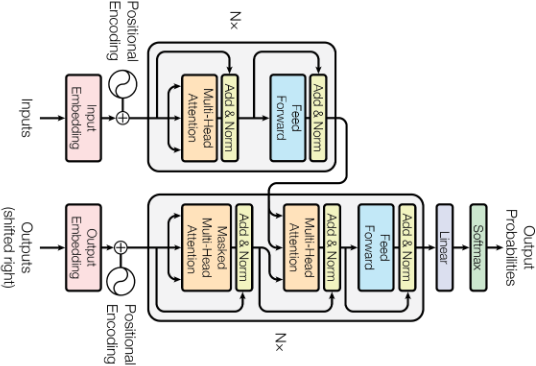 Output
Probabilities
Softmax
Linear
Add & Norm
Feed
Forward
Add & Norm
Multi-Head
Attention
Add & Norm
Masked
Multi-Head
Attention
Nx
Positional
Encoding
Output
Embedding
Outputs
(shifted right)
Add & Norm
Feed
Forward
Add & Norm
Multi-Head
Attention
Nx
Positional
Encoding
Input
Embedding
Inputs